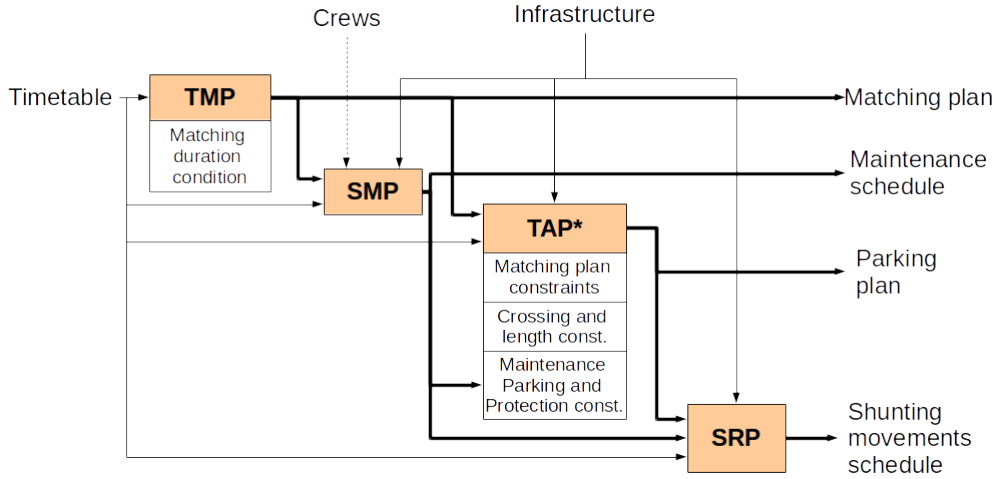 Crews
Infrastructure
Timetable
TMP
Matching
duration
condition
Matching plan
SMP
Maintenance
schedule
TAP*
Matching plan
constraints
Crossing and
length const.
Maintenance
Parking and
Protection const.
Parking
plan
SRP
Shunting
movements
schedule